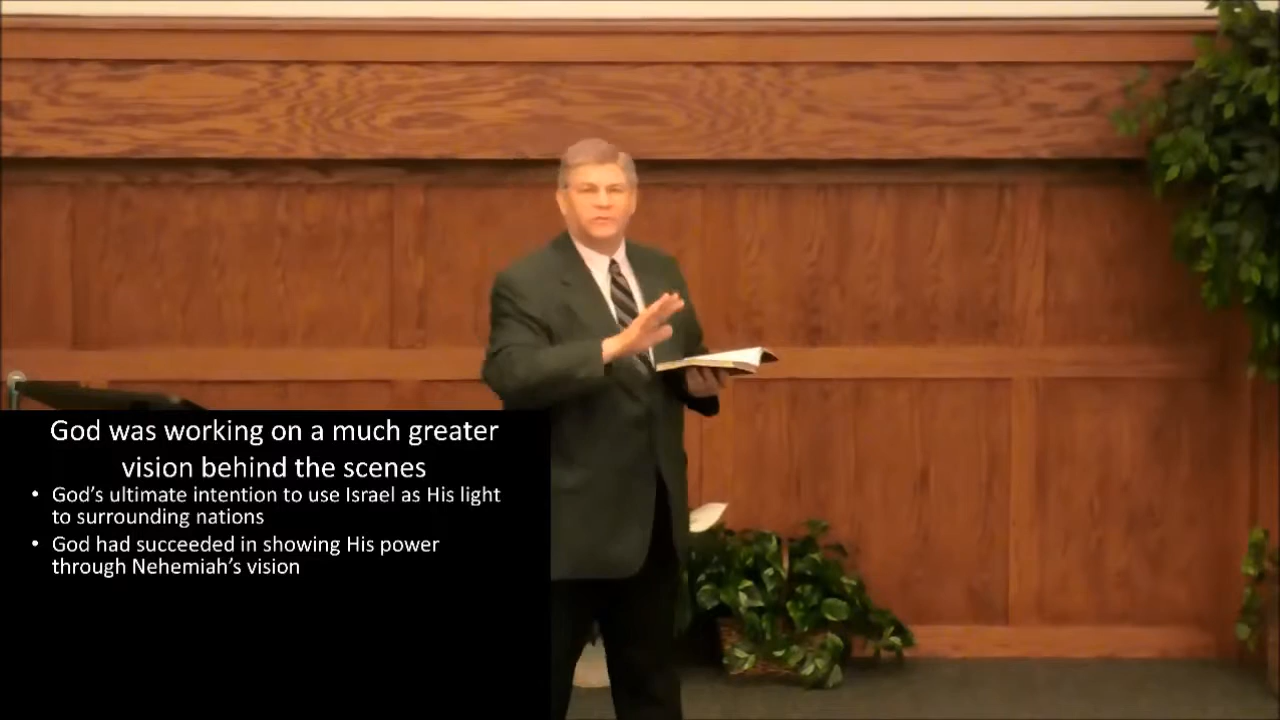 God was working on a much greater
vision behind the scenes
• God's ultimate intention to use Israel as His light
to surrounding nations
• God had succeeded in showing His power
through Nehemiah's vision